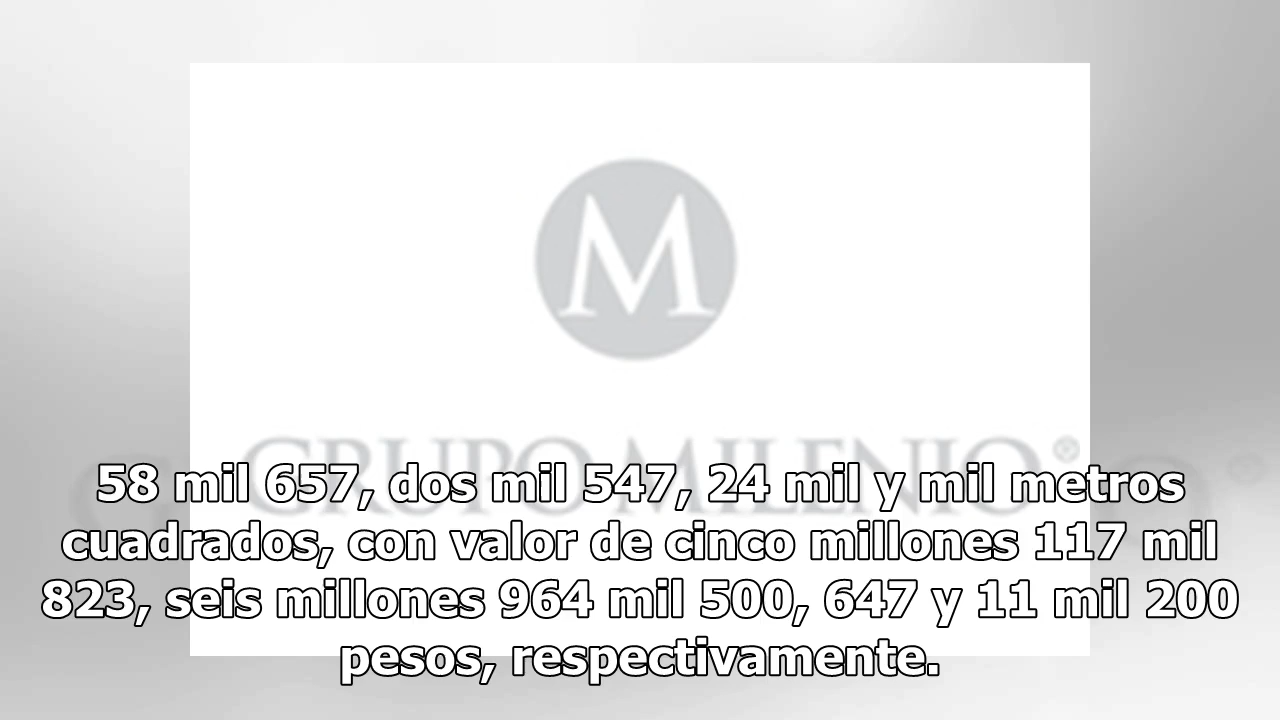 M
GRUPO MILENIO®
58 mil 657, dos mil 547, 24 mil y mil metros
cuadrados, con valor de cinco millones 117 mil
823, seis millones 964 mil 500, 647 y 11 mil 200
pesos, respectivamente.